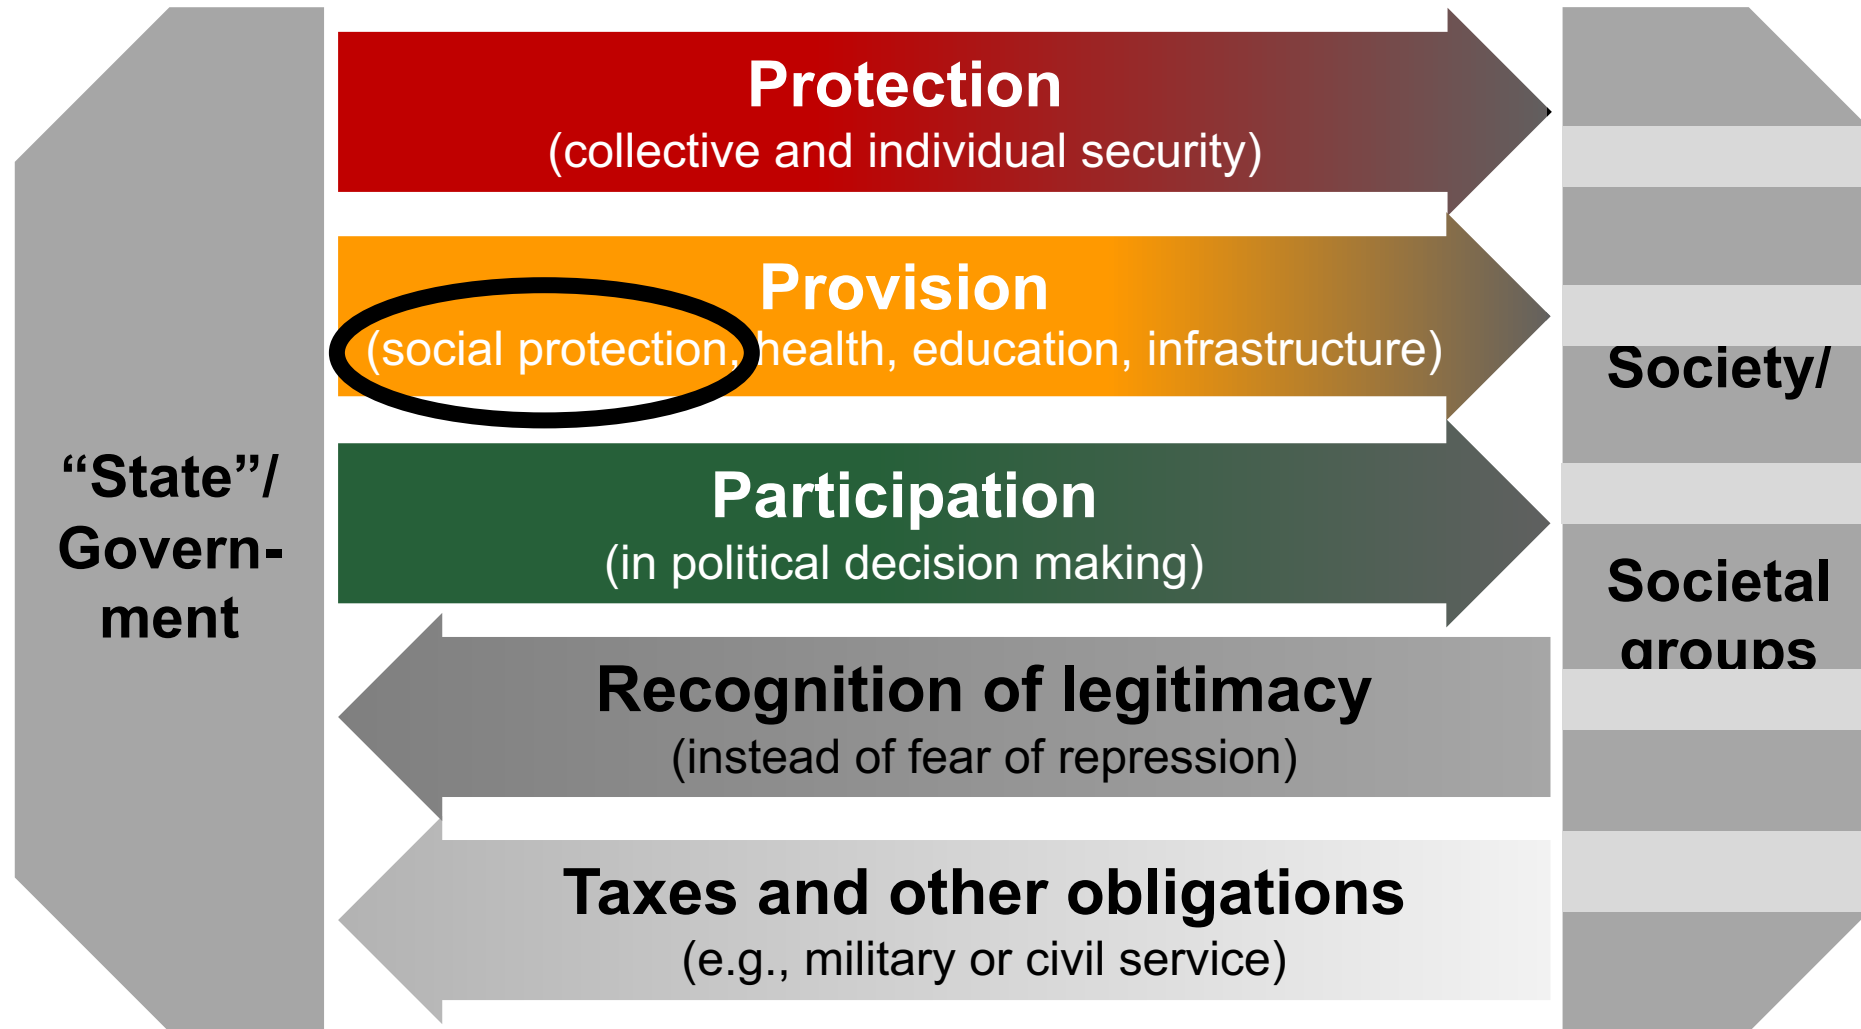 Protection
(collective and individual security)
Provision
(social protection, health, education, infrastructure)
Participation
(in political decision making)
Recognition of legitimacy
(instead of fear of repression)
Taxes and other obligations
(e.g., military or civil service)
“State”/
Govern-
ment
Society/
Societal
groups